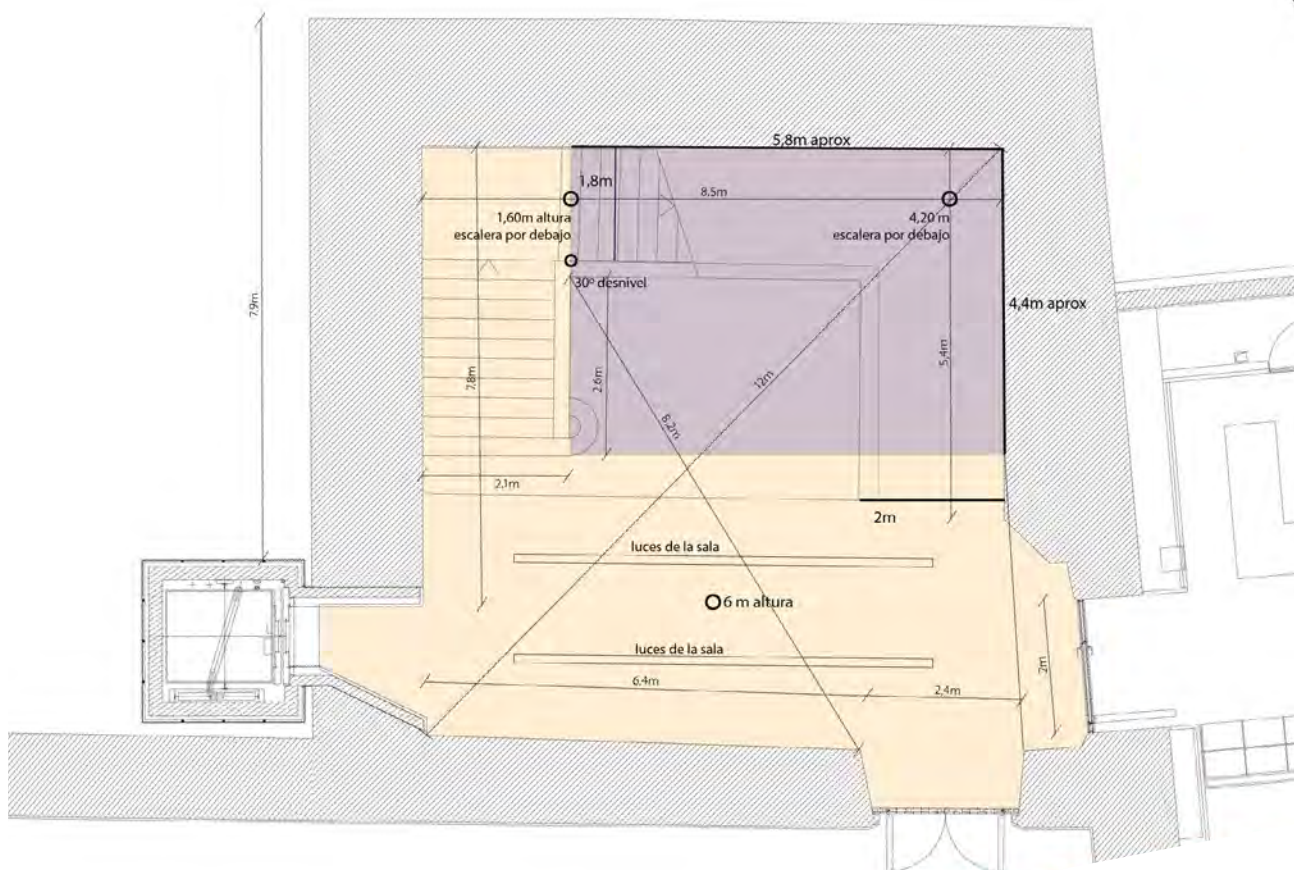 5,8m aprox
1,8m
8,5m
1,60m altura
escalera por debajo
4,20 m
escalera por debajo
30º desnivel
7,9m
4,4m aprox
5,4m
7,8m
2,6m
12m
8,2m
2,1m
2m
luces de la sala
6 m altura
luces de la sala
2m
6,4m
2,4m